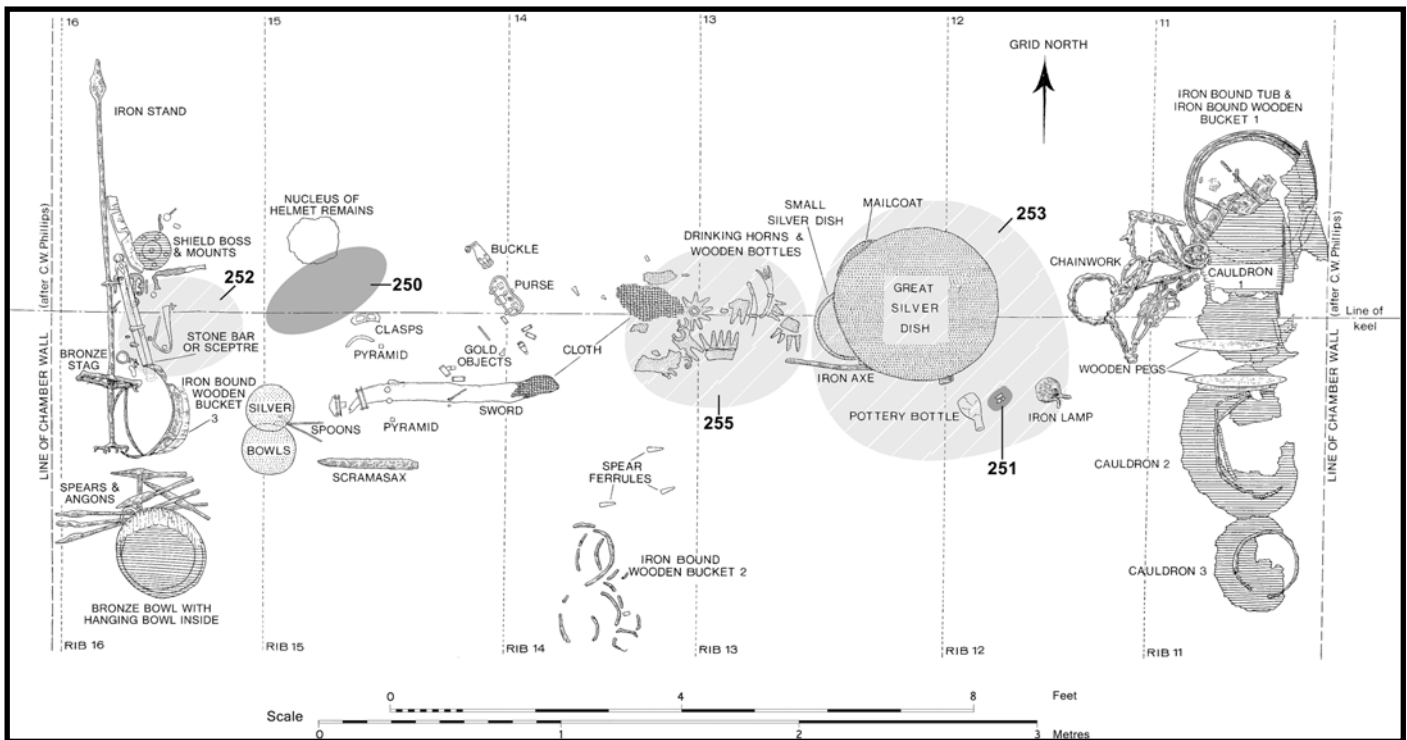 16
15
14
13
12
11
GRID NORTH
IRON STAND
IRON BOUND TUB &
IRON BOUND WOODEN
BUCKET 1
NUCLEUS OF
HELMET REMAINS
SHIELD BOSS
& MOUNTS
252
250
BUCKLE
PURSE
DRINKING HORNS &
WOODEN BOTTLES
SMALL
SILVER DISH
MAILCOAT
253
CHAINWORK
CAULDRON
1
LINE OF CHAMBER WALL (after C.W. Phillips)
LINE OF CHAMBER WALL (after C.W. Phillips)
GREAT
SILVER
DISH
Line of
keel
CLASPS
STONE BAR
OR SCEPTRE
PYRAMID
GOLD
OBJECTS
CLOTH
BRONZE
STAG
IRON BOUND
WOODEN
BUCKET
3
IRON AXE
WOODEN PEGS
SILVER
BOWLS
SPOONS
PYRAMID
SWORD
255
POTTERY BOTTLE
IRON LAMP
251
SCRAMASAX
SPEAR
FERRULES
CAULDRON 2
SPEARS &
ANGONS
IRON BOUND
WOODEN BUCKET 2
CAULDRON 3
BRONZE BOWL WITH
HANGING BOWL INSIDE
RIB 16
RIB 15
RIB 14
RIB 13
RIB 12
RIB 11
Scale
0
4
8
Feet
0
1
2
3
Metres